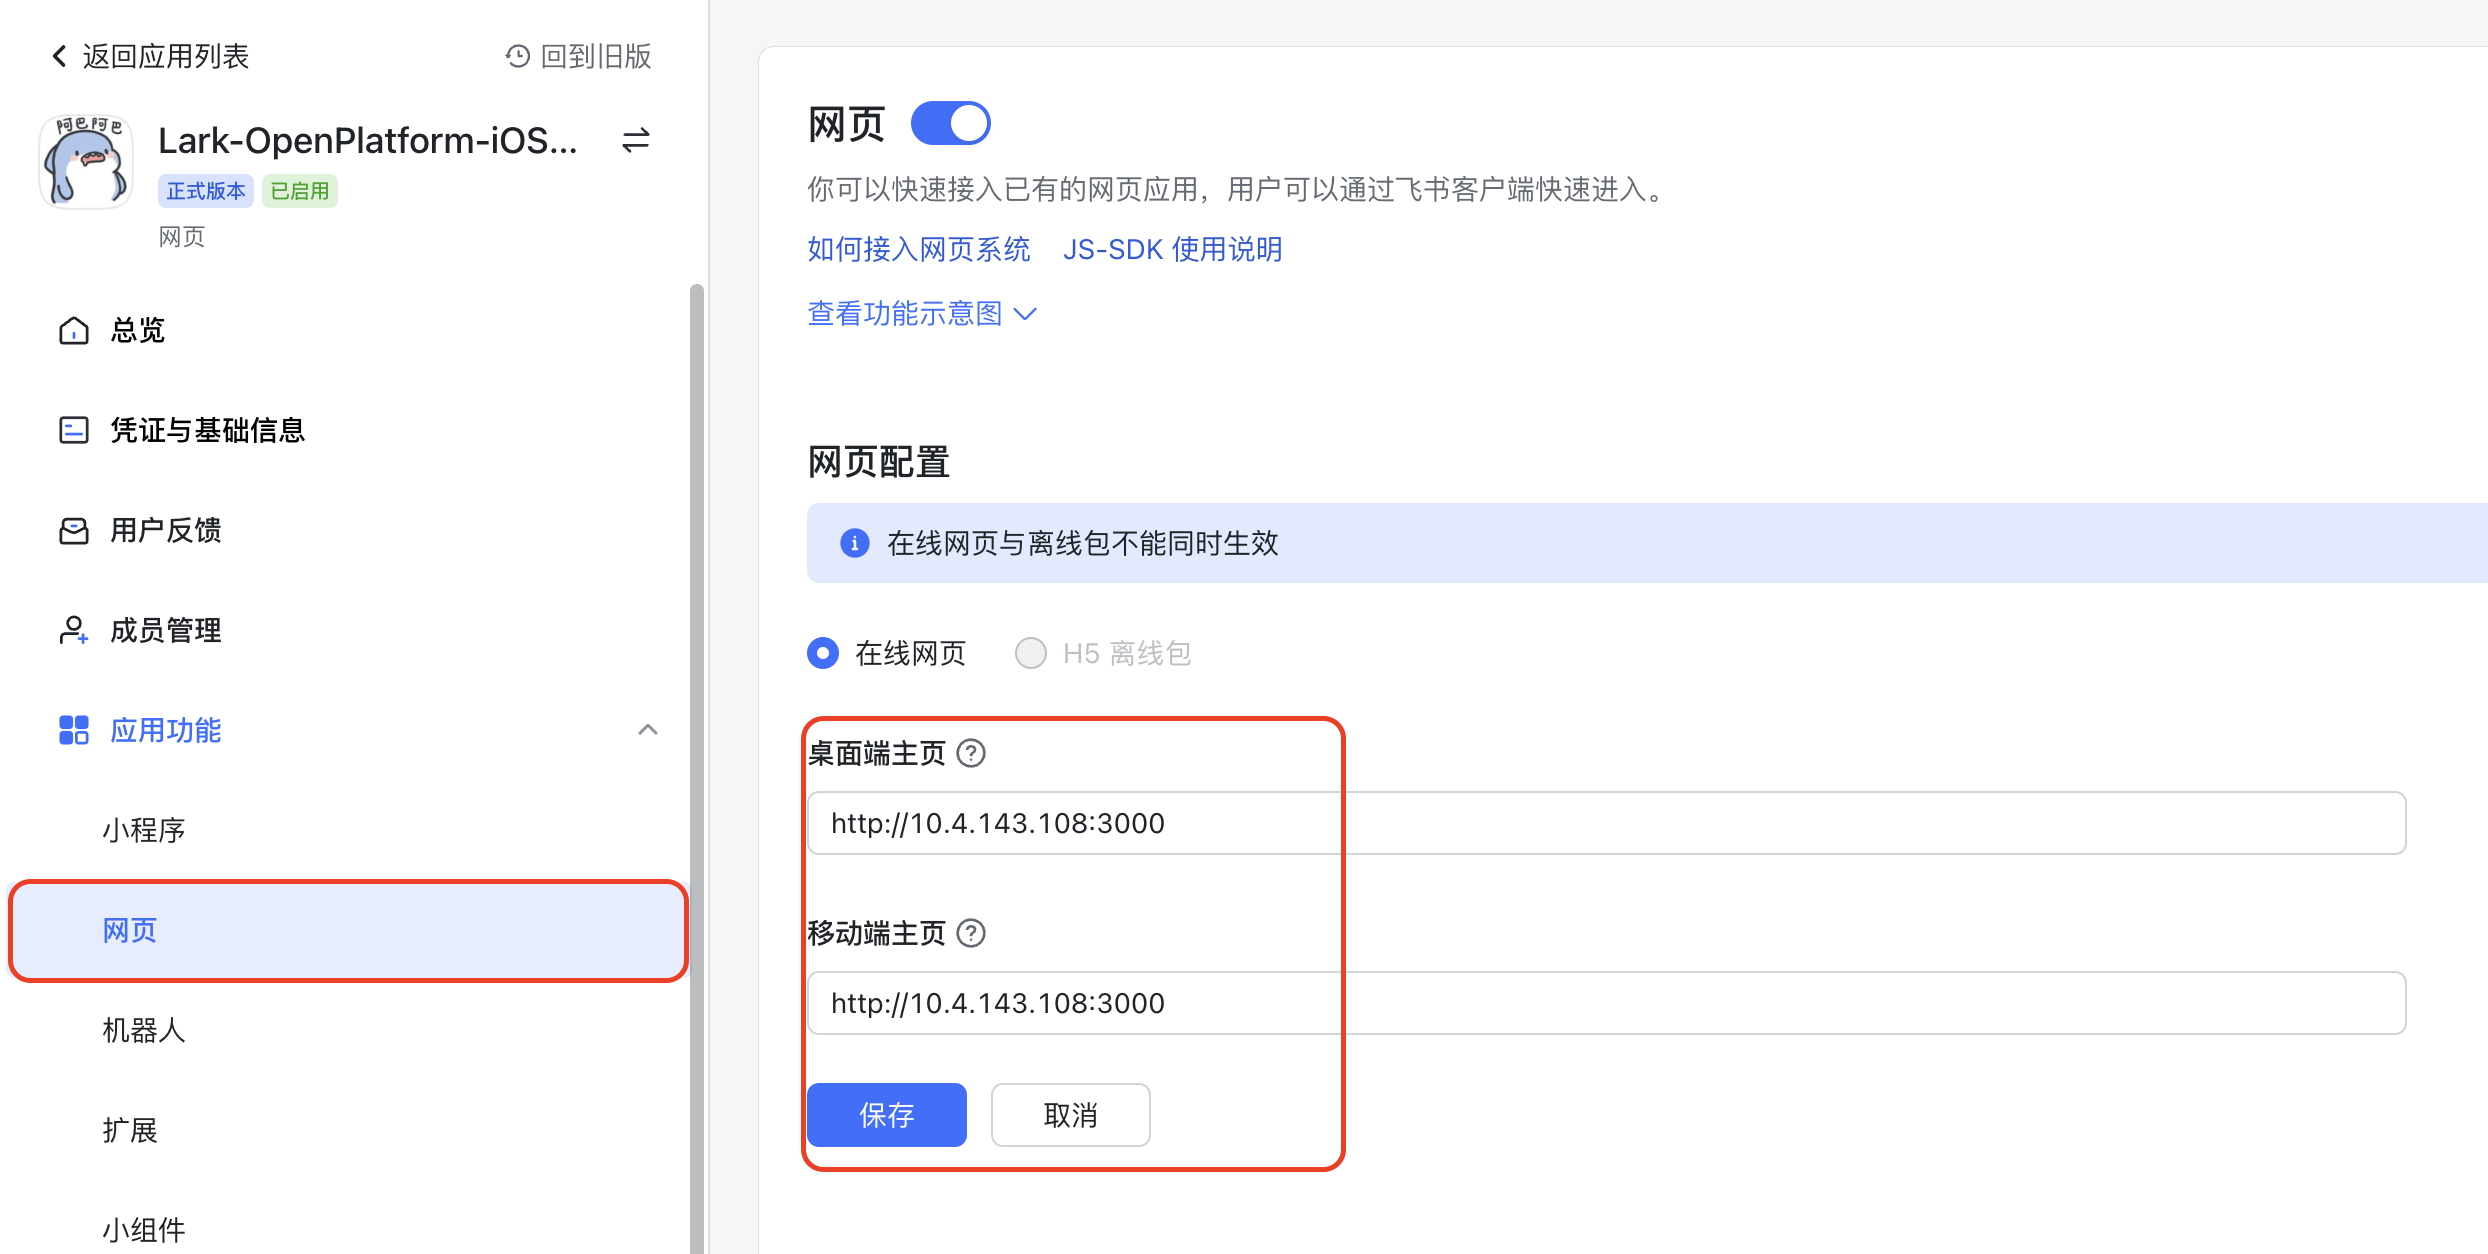 返回应用列表
回到旧版
阿巴阿巴
Lark-OpenPlatform-iOS...
正式版本 已启用
网页
总览
凭证与基础信息
用户反馈
成员管理
应用功能
小程序
网页
机器人
扩展
小组件
网页
你可以快速接入已有的网页应用，用户可以通过飞书客户端快速进入。
如何接入网页系统 JS-SDK 使用说明
查看功能示意图
网页配置
在线网页与离线包不能同时生效
在线网页 H5 离线包
桌面端主页
http://10.4.143.108:3000
移动端主页
http://10.4.143.108:3000
保存 取消